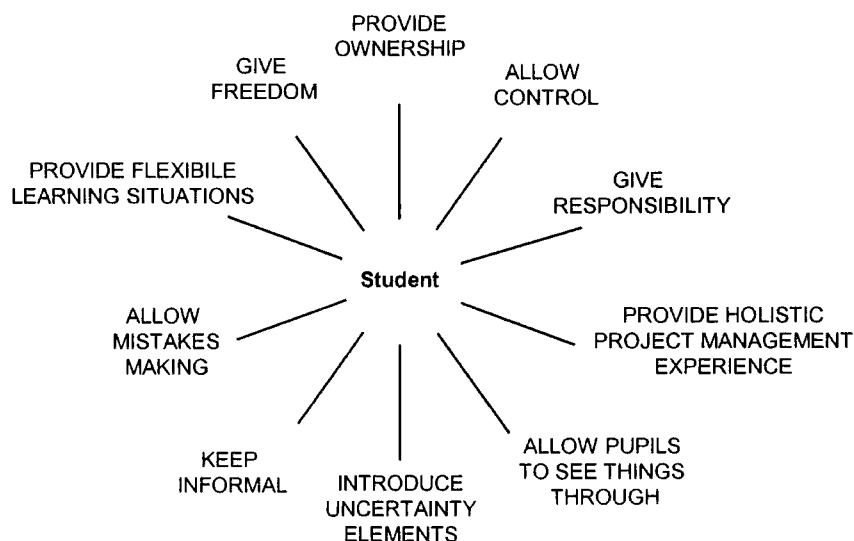 PROVIDE
OWNERSHIP
ALLOW
CONTROL
GIVE
RESPONSIBILITY
PROVIDE HOLISTIC
PROJECT MANAGEMENT
EXPERIENCE
ALLOW PUPILS
TO SEE THINGS
THROUGH
INTRODUCE
UNCERTAINTY
ELEMENTS
KEEP
INFORMAL
ALLOW
MISTAKES
MAKING
PROVIDE FLEXIBILE
LEARNING SITUATIONS
GIVE
FREEDOM
Student